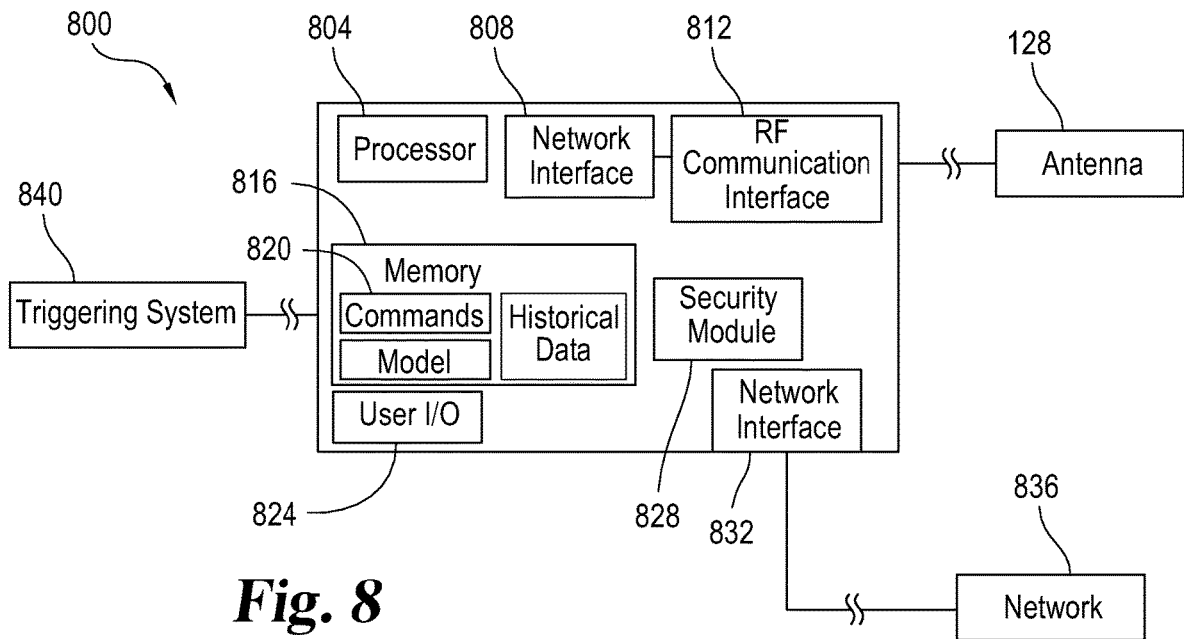 800
804
808
812
128
Processor
Network
Interface
RF
Communication
Interface
Antenna
816
840
820
Memory
Triggering System
Commands
Model
Historical
Data
Security
Module
User I/O
Network
Interface
824
828
832
836
Network
Fig. 8